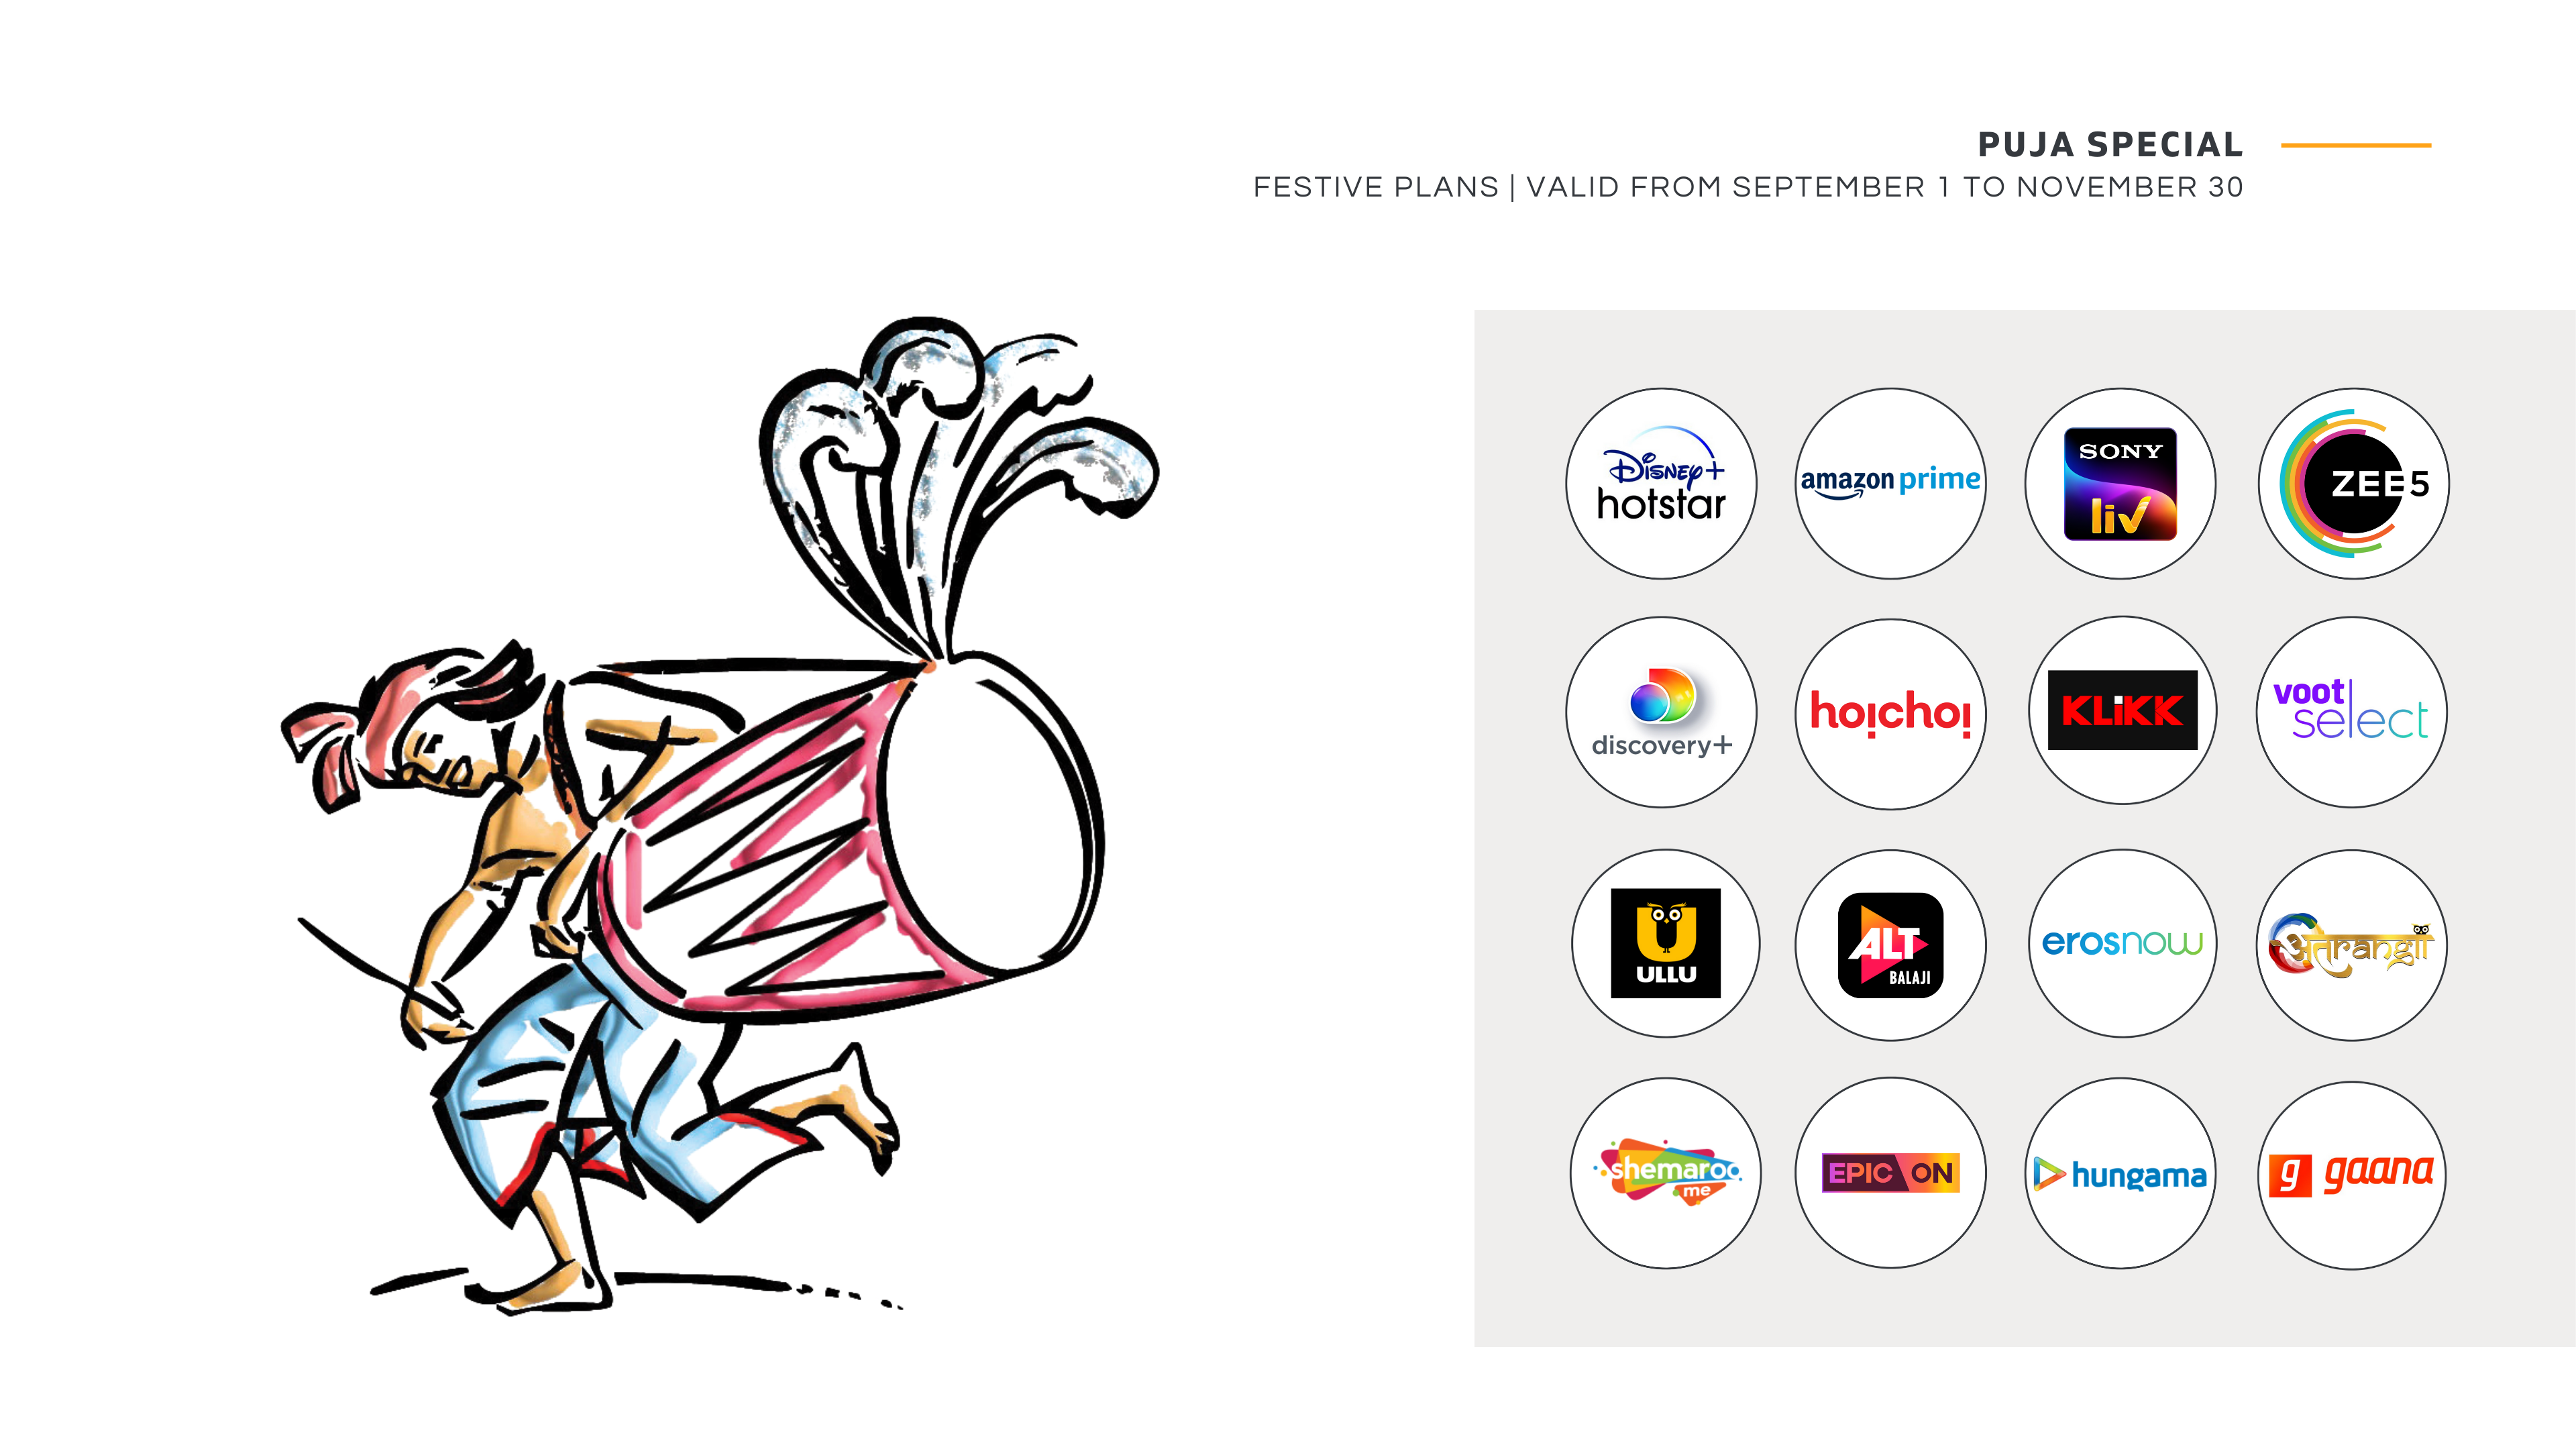 PUJA SPECIAL
FESTIVE PLANS | VALID FROM SEPTEMBER 1 TO NOVEMBER 30
Disney+
hotstar
amazon prime
SONY
liv
ZEE5
discovery+
hoichoi
KLiKK
voot
select
ULLU
ALT
BALAJI
erosnow
अतरंगii
shemaroo
me
EPIC ON
hungama
g gaana